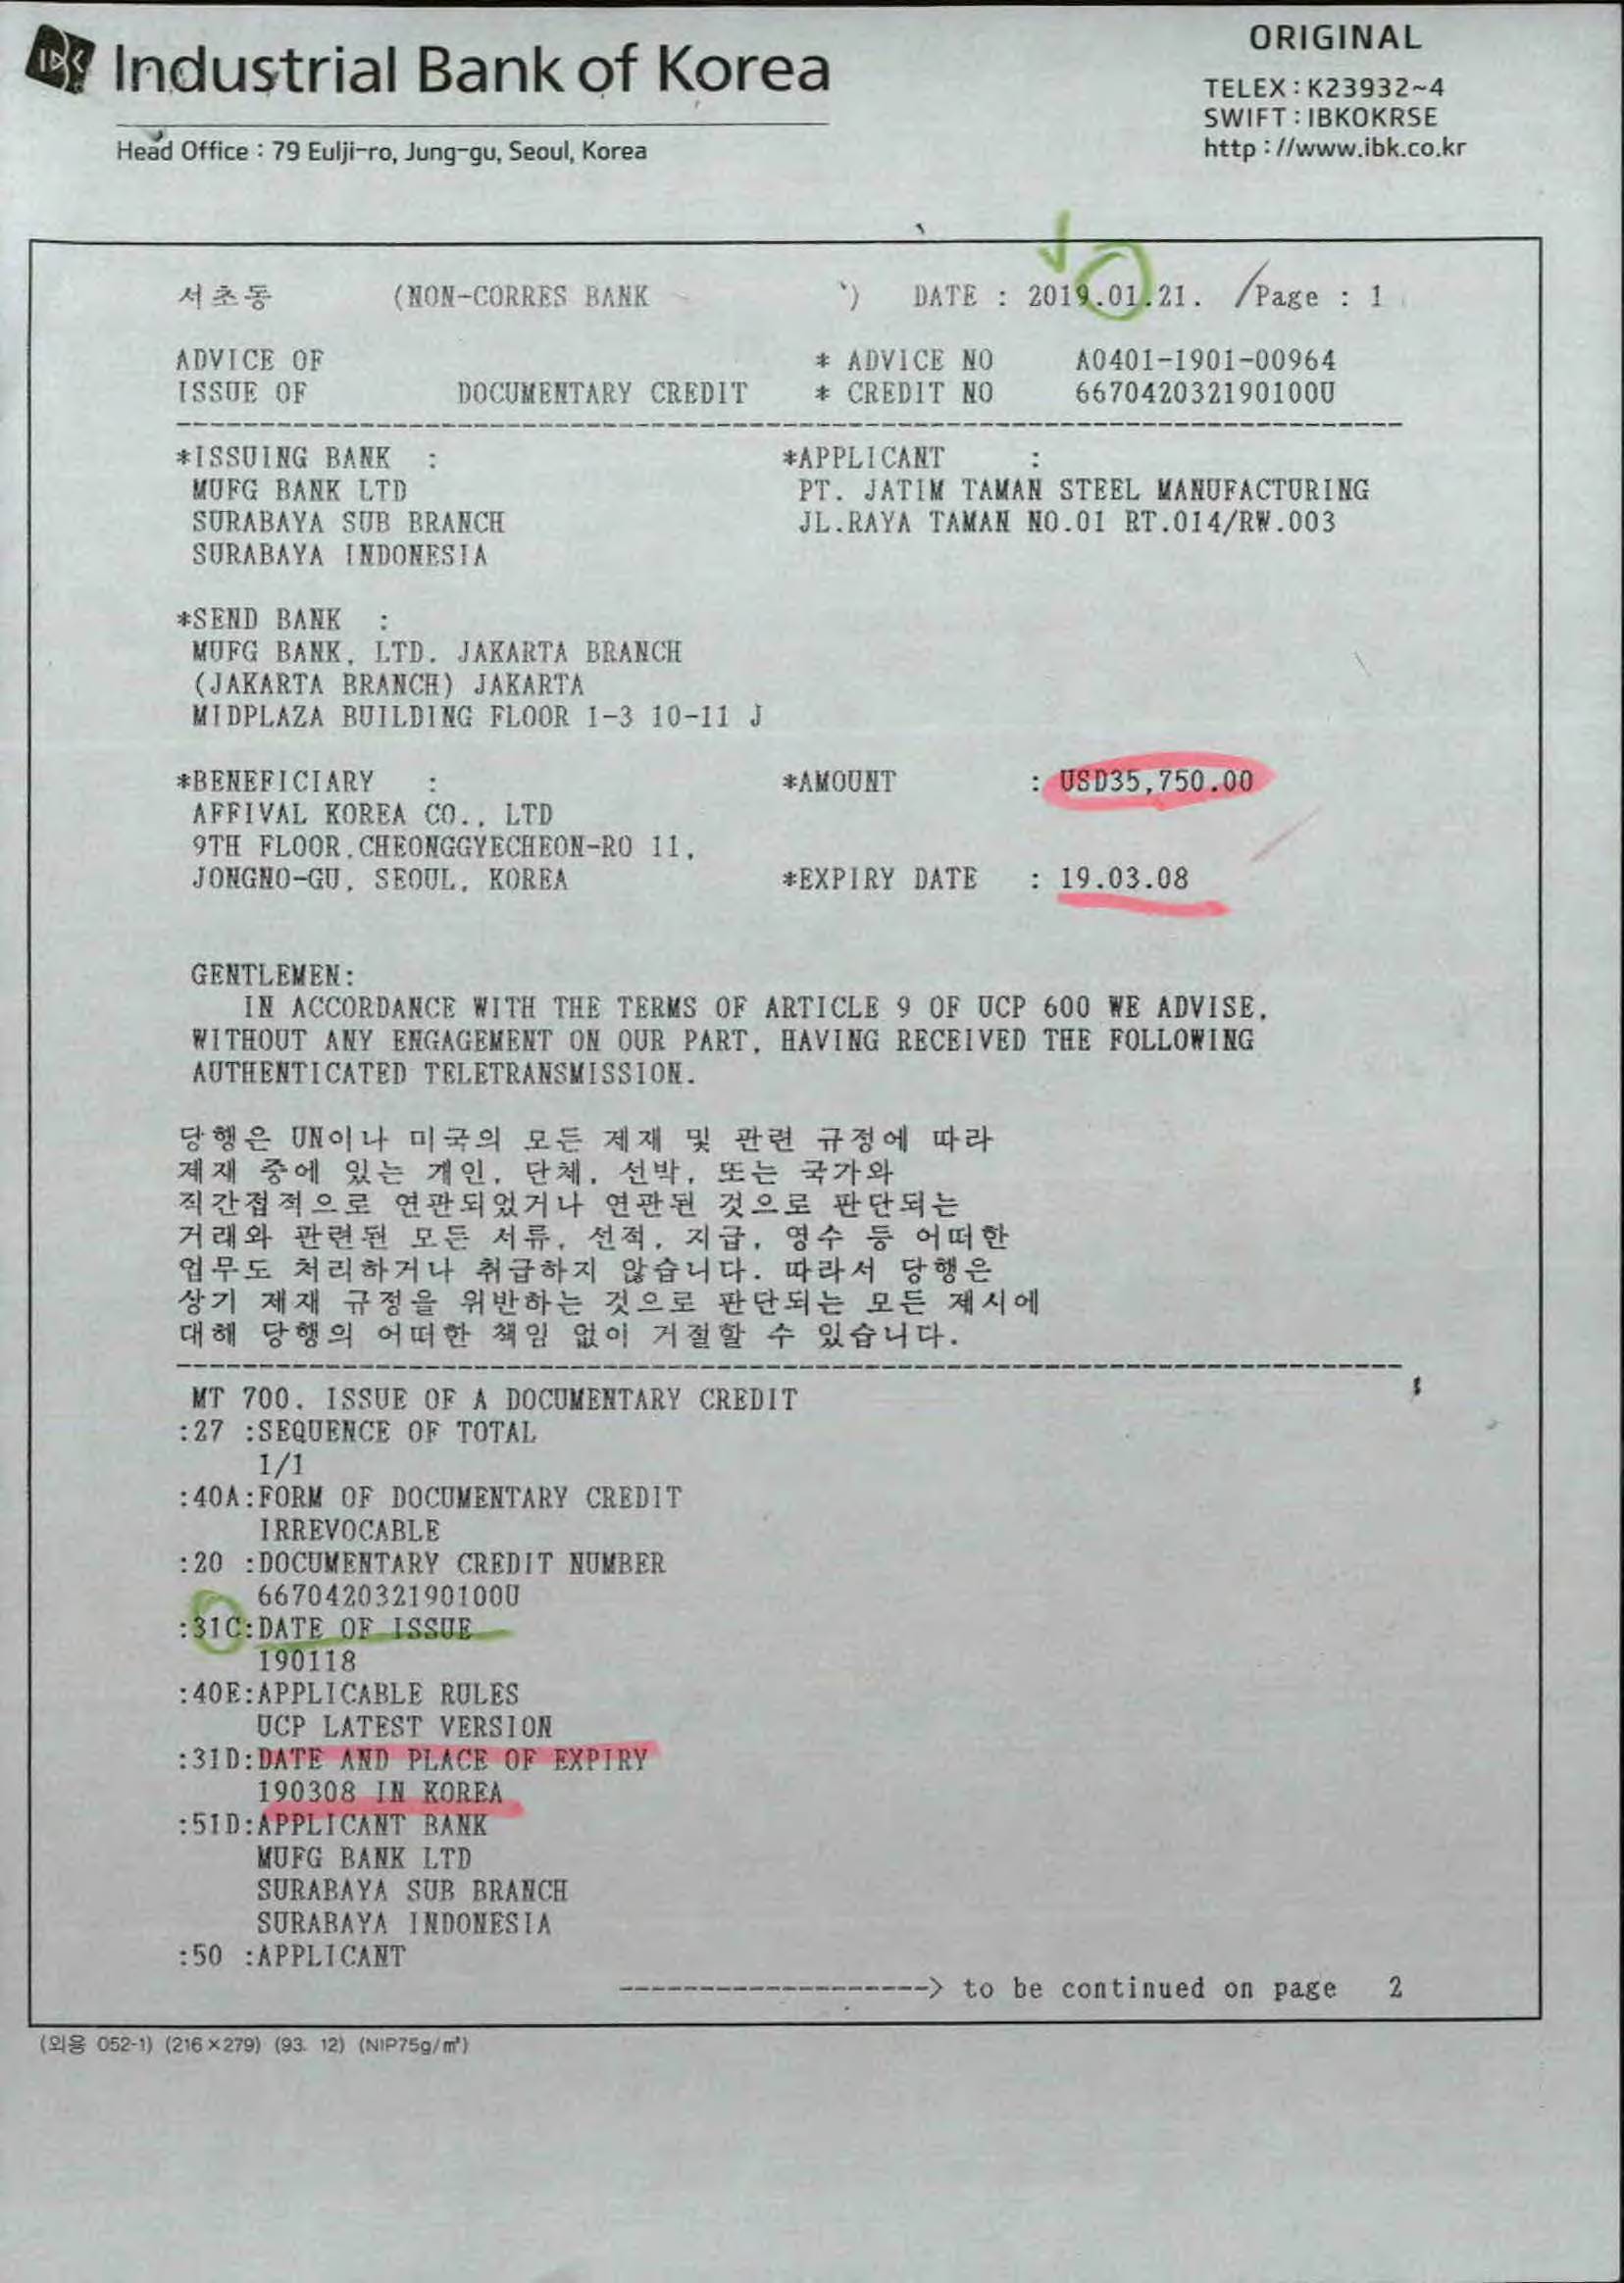 IBK Industrial Bank of Korea
ORIGINAL
TELEX : K23932~4
SWIFT : IBKOKRSE
http : //www.ibk.co.kr
Head Office : 79 Eulji-ro, Jung-gu, Seoul, Korea
서초동 (NON-CORRES BANK ) DATE : 2019.01.21. /Page : 1
ADVICE OF * ADVICE NO A0401-1901-00964
ISSUE OF DOCUMENTARY CREDIT * CREDIT NO 6670420321901000U
*ISSUING BANK : *APPLICANT :
MUFG BANK LTD PT. JATIM TAMAN STEEL MANUFACTURING
SURABAYA SUB BRANCH JL.RAYA TAMAN NO.01 RT.014/RW.003
SURABAYA INDONESIA
*SEND BANK :
MUFG BANK, LTD. JAKARTA BRANCH
(JAKARTA BRANCH) JAKARTA
MIDPLAZA BUILDING FLOOR 1-3 10-11 J
*BENEFICIARY : *AMOUNT : USD35,750.00
AFFIVAL KOREA CO., LTD
9TH FLOOR,CHEONGGYECHEON-RO 11,
JONGNO-GU, SEOUL, KOREA *EXPIRY DATE : 19.03.08
GENTLEMEN:
IN ACCORDANCE WITH THE TERMS OF ARTICLE 9 OF UCP 600 WE ADVISE,
WITHOUT ANY ENGAGEMENT ON OUR PART, HAVING RECEIVED THE FOLLOWING
AUTHENTICATED TELETRANSMISSION.
당행은 UN이나 미국의 모든 제재 및 관련 규정에 따라
제재 중에 있는 개인, 단체, 선박, 또는 국가와
직간접적으로 연관되었거나 연관된 것으로 판단되는
거래와 관련된 모든 서류, 선적, 지급, 영수 등 어떠한
업무도 처리하거나 취급하지 않습니다. 따라서 당행은
상기 제재 규정을 위반하는 것으로 판단되는 모든 제시에
대해 당행의 어떠한 책임 없이 거절할 수 있습니다.
MT 700. ISSUE OF A DOCUMENTARY CREDIT
:27 :SEQUENCE OF TOTAL
1/1
:40A:FORM OF DOCUMENTARY CREDIT
IRREVOCABLE
:20 :DOCUMENTARY CREDIT NUMBER
667042032190100U
:31C:DATE OF ISSUE
190118
:40E:APPLICABLE RULES
UCP LATEST VERSION
:31D:DATE AND PLACE OF EXPIRY
190308 IN KOREA
:51D:APPLICANT BANK
MUFG BANK LTD
SURABAYA SUB BRANCH
SURABAYA INDONESIA
:50 :APPLICANT
-------------------> to be continued on page 2
(외용 052-1) (216×279) (93. 12) (NIP75g/㎡)